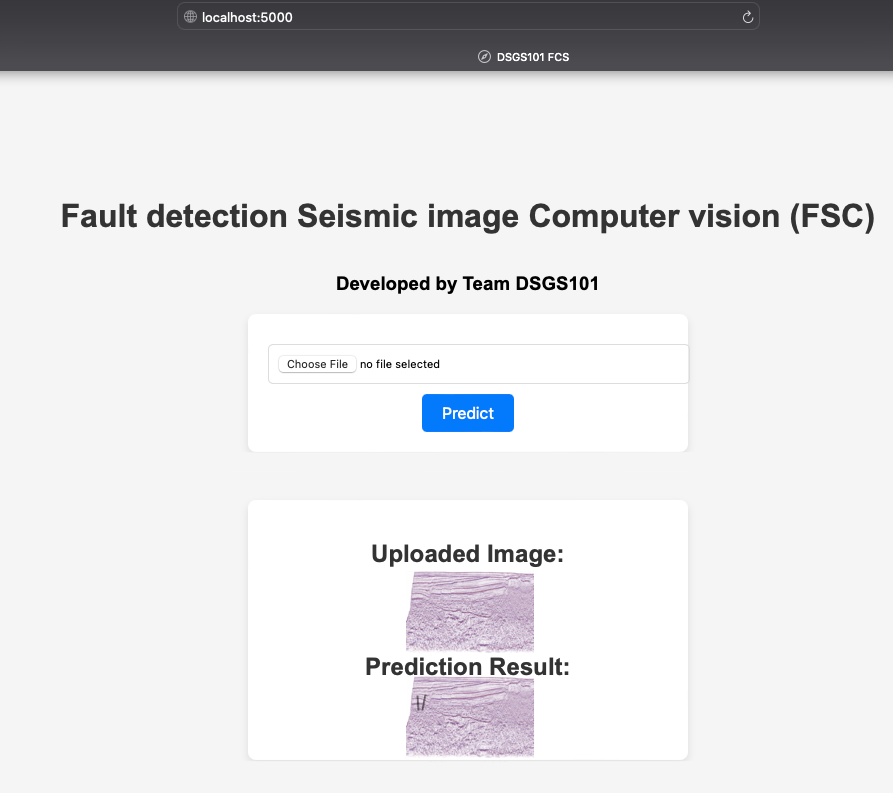 localhost:5000
DSGS101 FCS
Fault detection Seismic image Computer vision (FSC)
Developed by Team DSGS101
Choose File no file selected
Predict
Uploaded Image:
Prediction Result: